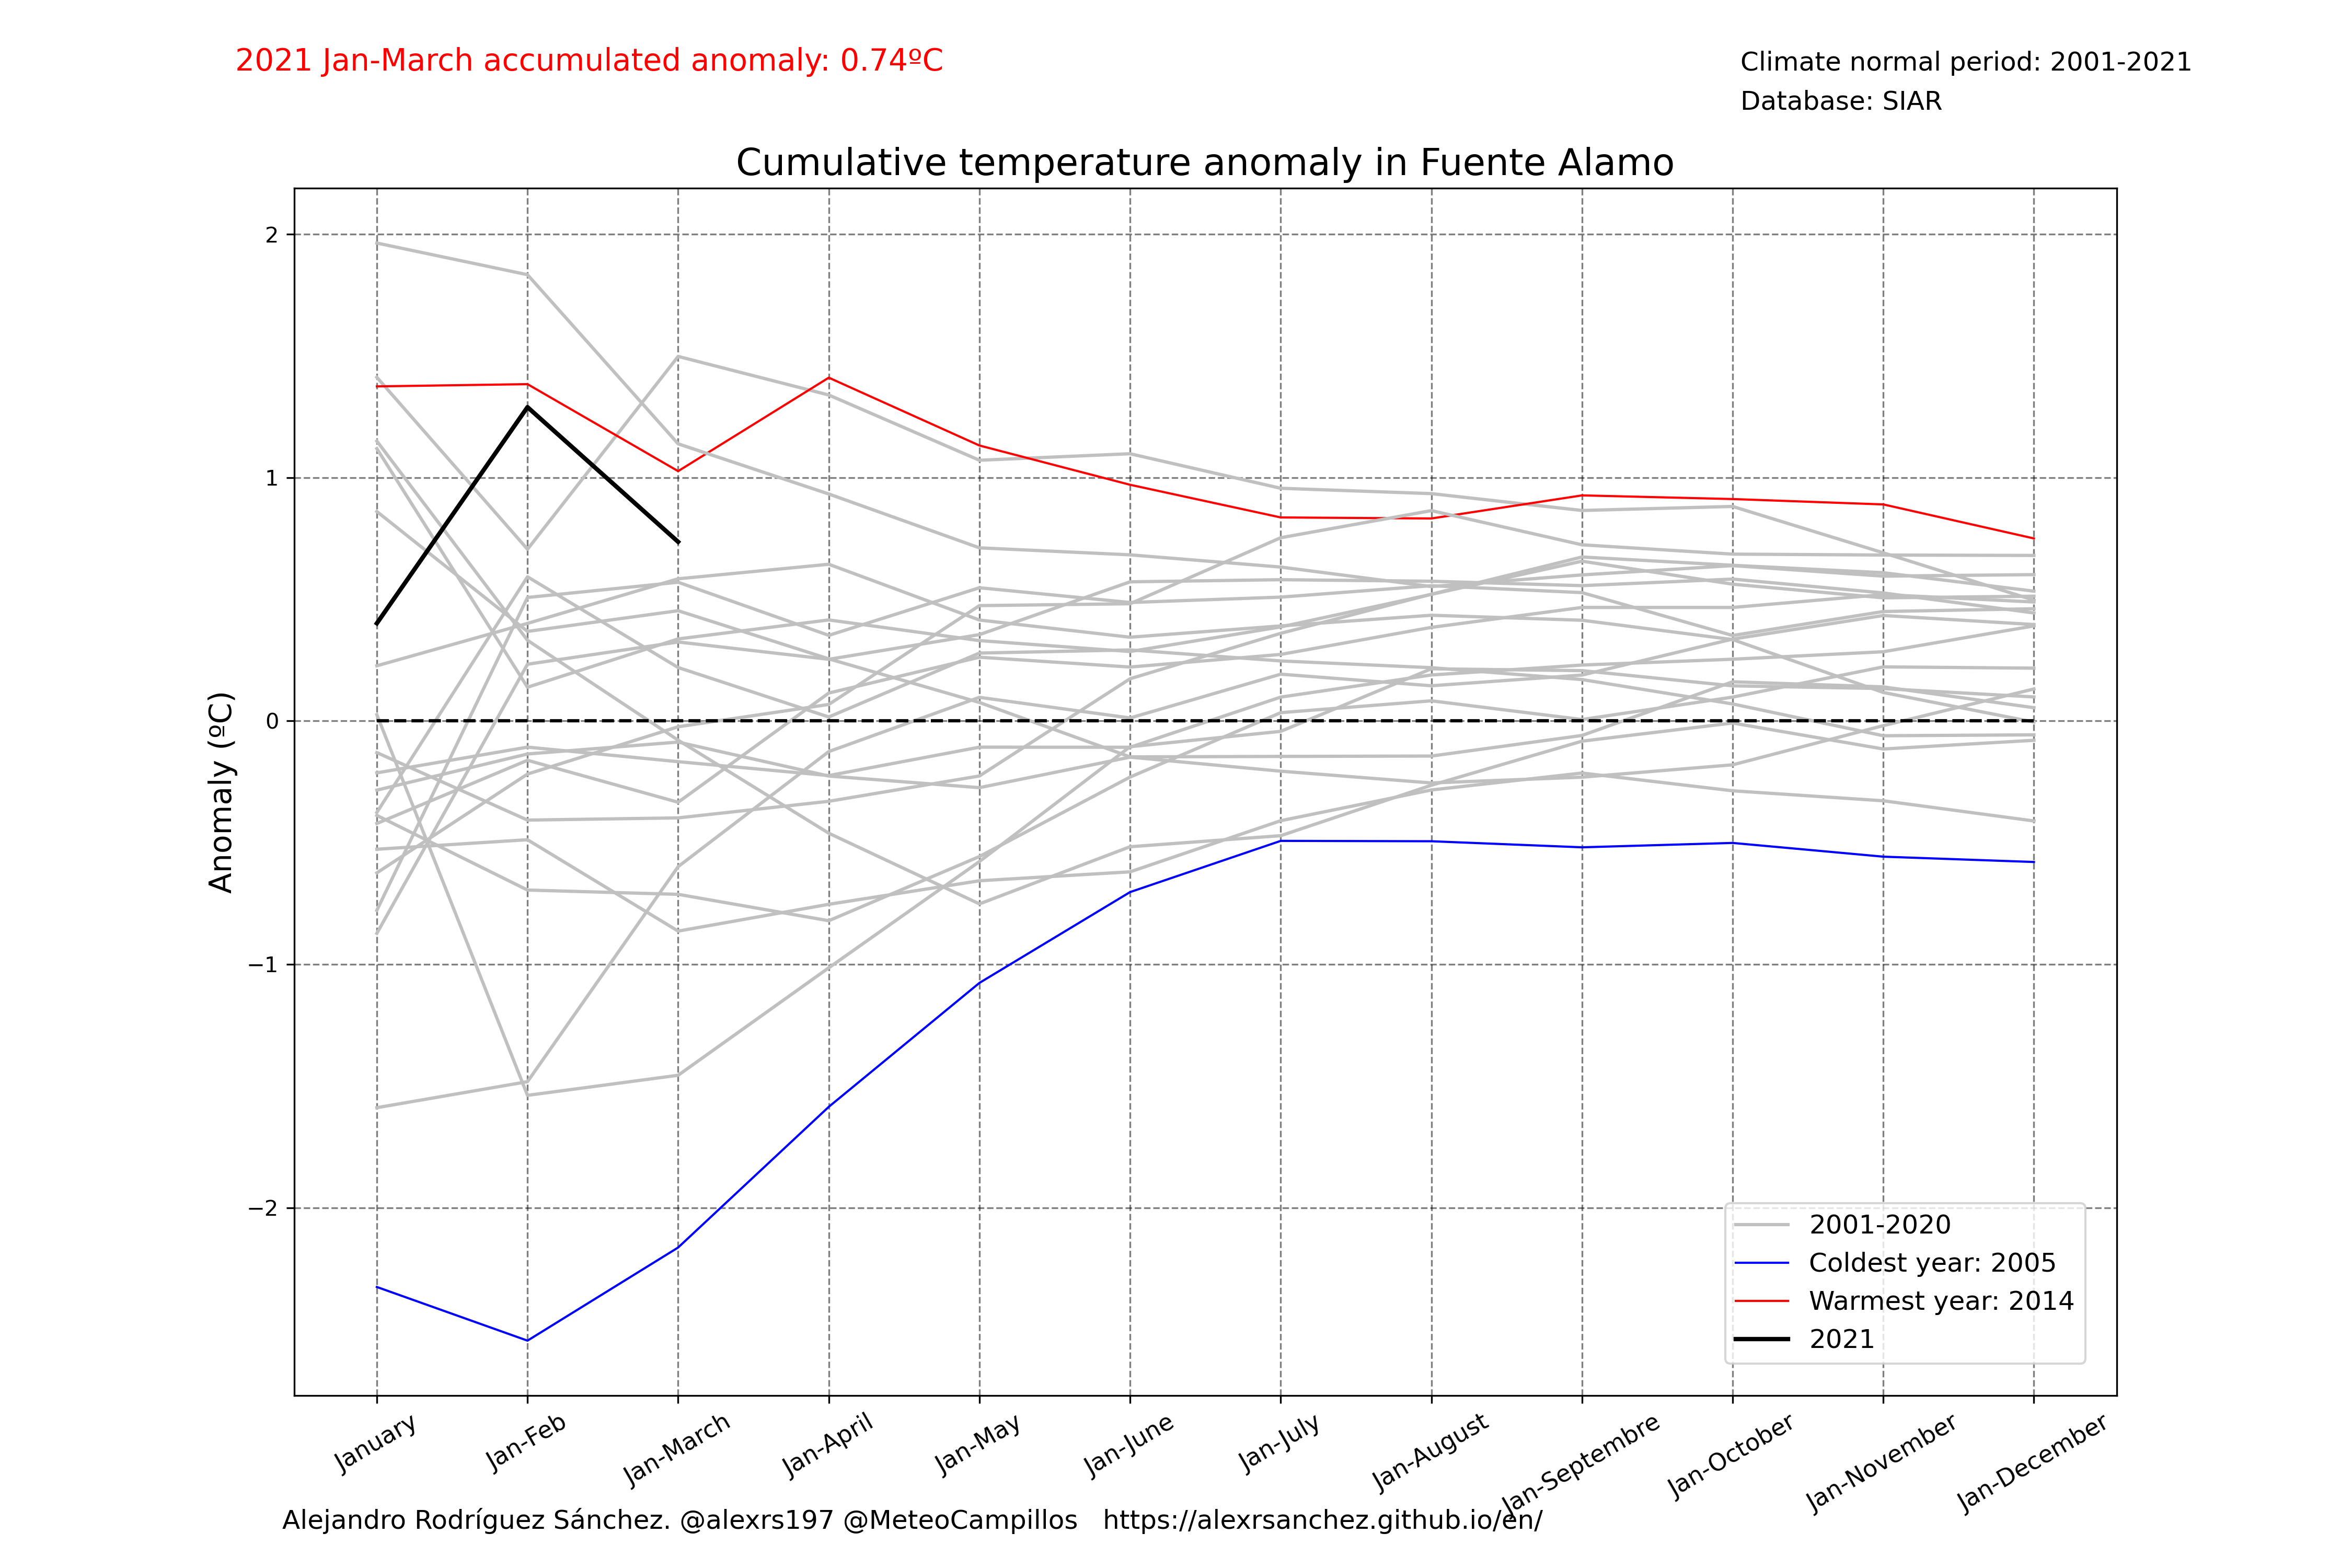 2021 Jan-March accumulated anomaly: 0.74ºC
Climate normal period: 2001-2021
Database: SIAR
Cumulative temperature anomaly in Fuente Alamo
Anomaly (ºC)
2
1
0
−1
−2
2001-2020
Coldest year: 2005
Warmest year: 2014
2021
January
Jan-Feb
Jan-March
Jan-April
Jan-May
Jan-June
Jan-July
Jan-August
Jan-Septembre
Jan-October
Jan-November
Jan-December
Alejandro Rodríguez Sánchez. @alexrs197 @MeteoCampillos   https://alexrsanchez.github.io/en/